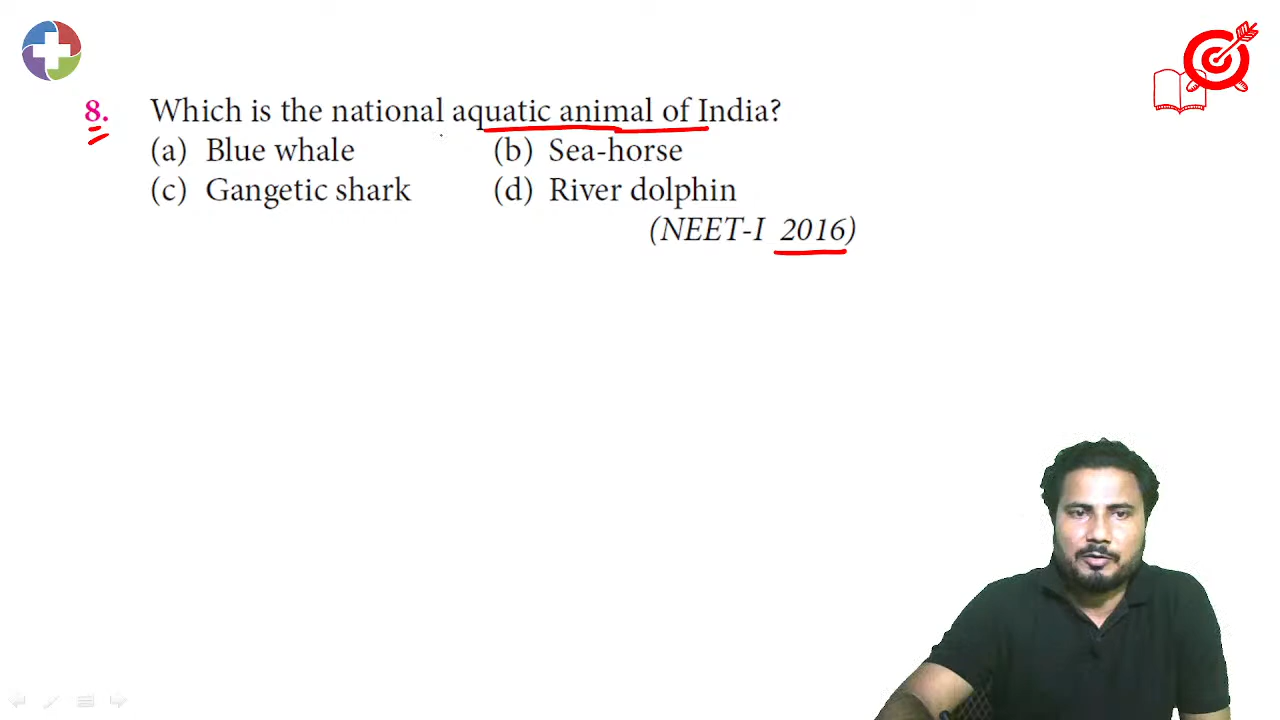 8. Which is the national aquatic animal of India?
(a) Blue whale (b) Sea-horse
(c) Gangetic shark (d) River dolphin
(NEET-I 2016)